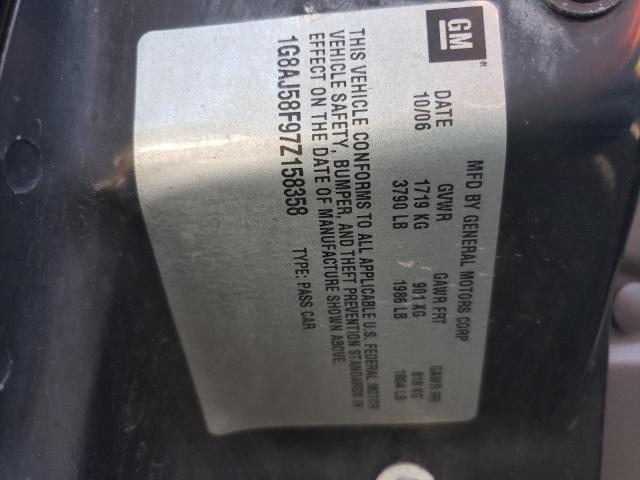 GM
®
MFD BY GENERAL MOTORS CORP
DATE GVWR GAWR FRT GAWR RR
10/06 1719 KG 901 KG 818 KG
3790 LB 1986 LB 1804 LB
THIS VEHICLE CONFORMS TO ALL APPLICABLE U.S. FEDERAL MOTOR
VEHICLE SAFETY, BUMPER, AND THEFT PREVENTION STANDARDS IN
EFFECT ON THE DATE OF MANUFACTURE SHOWN ABOVE.
1G8AJ58F97Z158358 TYPE: PASS CAR